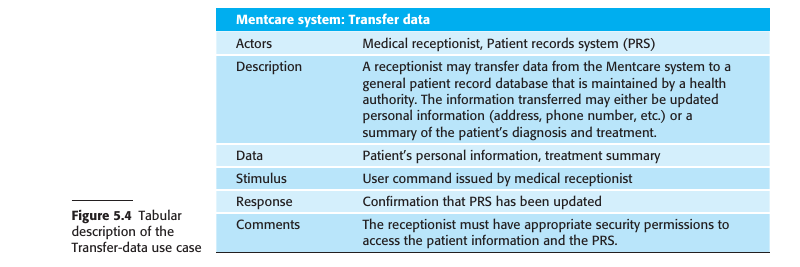 Mentcare system: Transfer data
Actors Medical receptionist, Patient records system (PRS)
Description A receptionist may transfer data from the Mentcare system to a
general patient record database that is maintained by a health
authority. The information transferred may either be updated
personal information (address, phone number, etc.) or a
summary of the patient's diagnosis and treatment.
Data Patient's personal information, treatment summary
Stimulus User command issued by medical receptionist
Response Confirmation that PRS has been updated
Comments The receptionist must have appropriate security permissions to
access the patient information and the PRS.
Figure 5.4 Tabular
description of the
Transfer-data use case